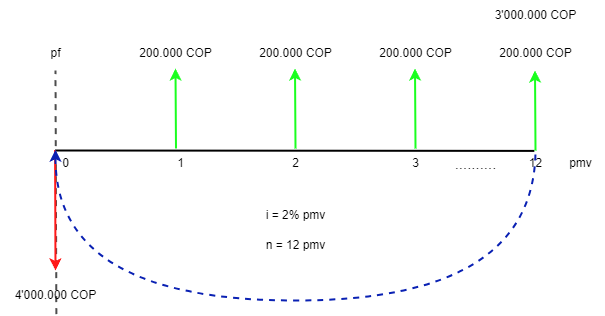 3'000.000 COP
pf 200.000 COP 200.000 COP 200.000 COP 200.000 COP
0 1 2 3 .......... 12 pmv
i = 2% pmv
n = 12 pmv
4'000.000 COP